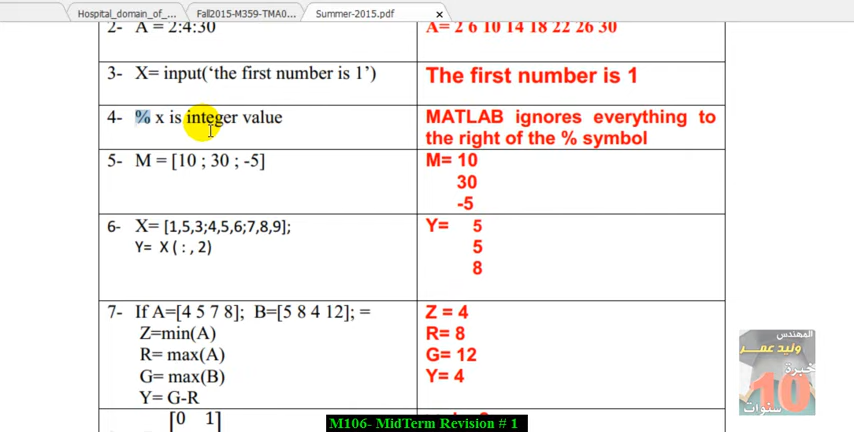 Hospital_domain_of_...
Fall2015-M359-TMA0...
Summer-2015.pdf
2- A = 2:4:30
A= 2 6 10 14 18 22 26 30
3- X= input(‘the first number is 1’)
The first number is 1
4- % x is integer value
MATLAB ignores everything to
the right of the % symbol
5- M = [10 ; 30 ; -5]
M= 10
30
-5
6- X= [1,5,3;4,5,6;7,8,9];
Y= X ( : , 2)
Y= 5
5
8
7- If A=[4 5 7 8]; B=[5 8 4 12]; =
Z=min(A)
R= max(A)
G= max(B)
Y= G-R
Z = 4
R= 8
G= 12
Y= 4
[0 1]
المهندس
وليد عمر
خبرة
10
سنوات
M106- MidTerm Revision # 1